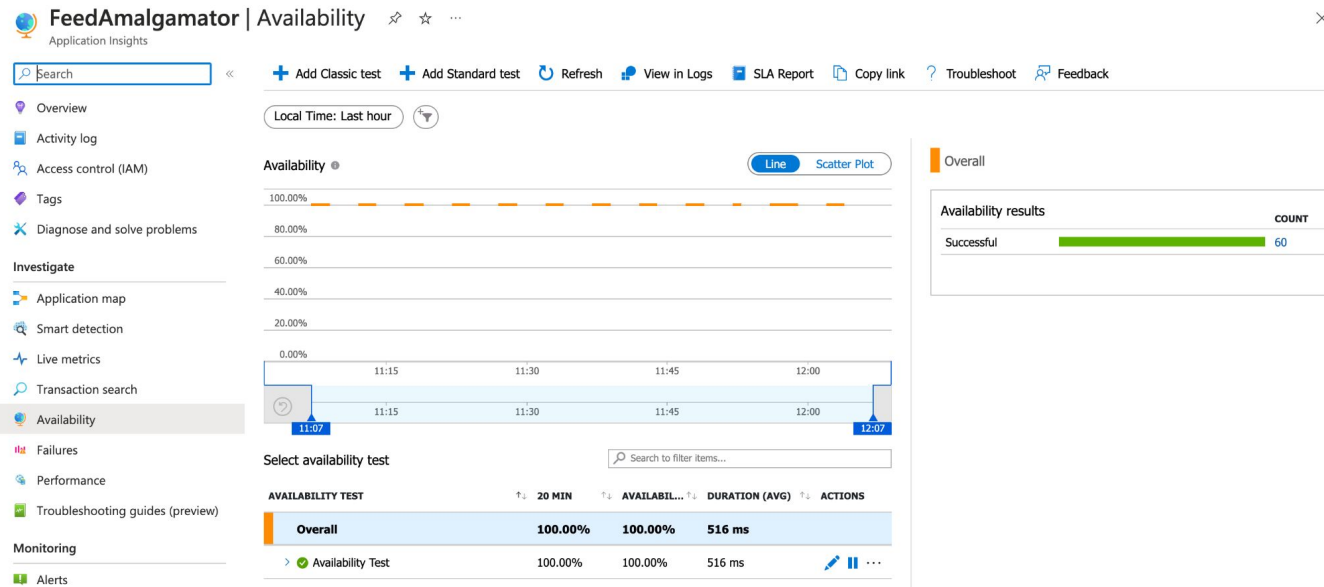 FeedAmalgamator | Availability
Application Insights
Search
Overview
Activity log
Access control (IAM)
Tags
Diagnose and solve problems
Investigate
Application map
Smart detection
Live metrics
Transaction search
Availability
Failures
Performance
Troubleshooting guides (preview)
Monitoring
Alerts
Add Classic test Add Standard test Refresh View in Logs SLA Report Copy link Troubleshoot Feedback
Local Time: Last hour
Availability
Line Scatter Plot
100.00%
80.00%
60.00%
40.00%
20.00%
0.00%
11:15 11:30 11:45 12:00
11:15 11:30 11:45 12:00
11:07 12:07
Select availability test
Search to filter items...
AVAILABILITY TEST 20 MIN AVAILABIL... DURATION (AVG) ACTIONS
Overall 100.00% 100.00% 516 ms
Availability Test 100.00% 100.00% 516 ms
Overall
Availability results COUNT
Successful 60